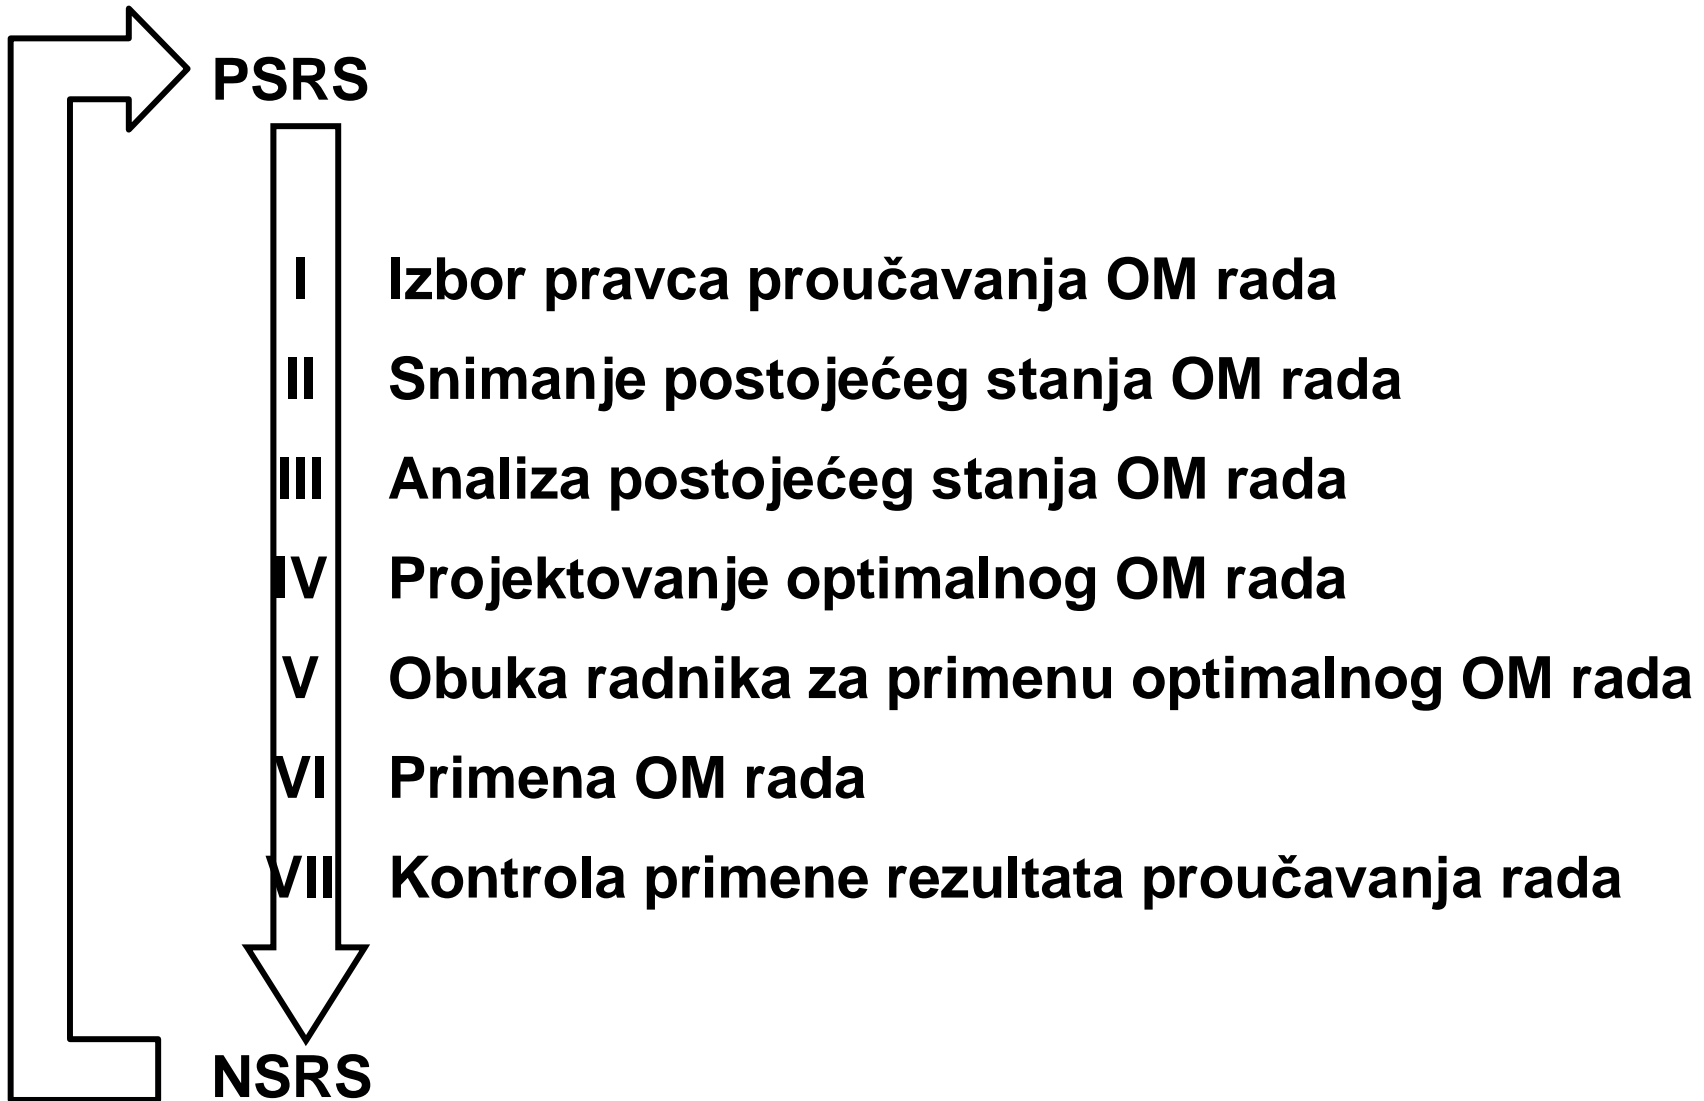 PSRS
I Izbor pravca proučavanja OM rada
II Snimanje postojećeg stanja OM rada
III Analiza postojećeg stanja OM rada
IV Projektovanje optimalnog OM rada
V Obuka radnika za primenu optimalnog OM rada
VI Primena OM rada
VII Kontrola primene rezultata proučavanja rada
NSRS